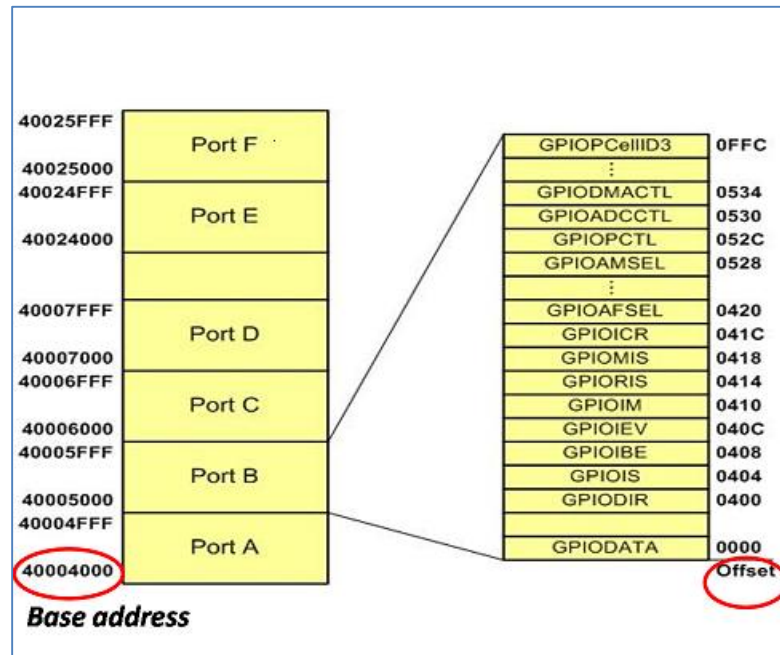 40025FFF
Port F
40025000
40024FFF
Port E
40024000
40007FFF
Port D
40007000
40006FFF
Port C
40006000
40005FFF
Port B
40005000
40004FFF
Port A
40004000
Base address
GPIOPCellID3 0FFC
⋮
GPIODMACTL 0534
GPIOADCCTL 0530
GPIOPCTL 052C
GPIOAMSEL 0528
⋮
GPIOAFSEL 0420
GPIOICR 041C
GPIOMIS 0418
GPIORIS 0414
GPIOIM 0410
GPIOIEV 040C
GPIOIBE 0408
GPIOIS 0404
GPIODIR 0400
GPIODATA 0000
Offset